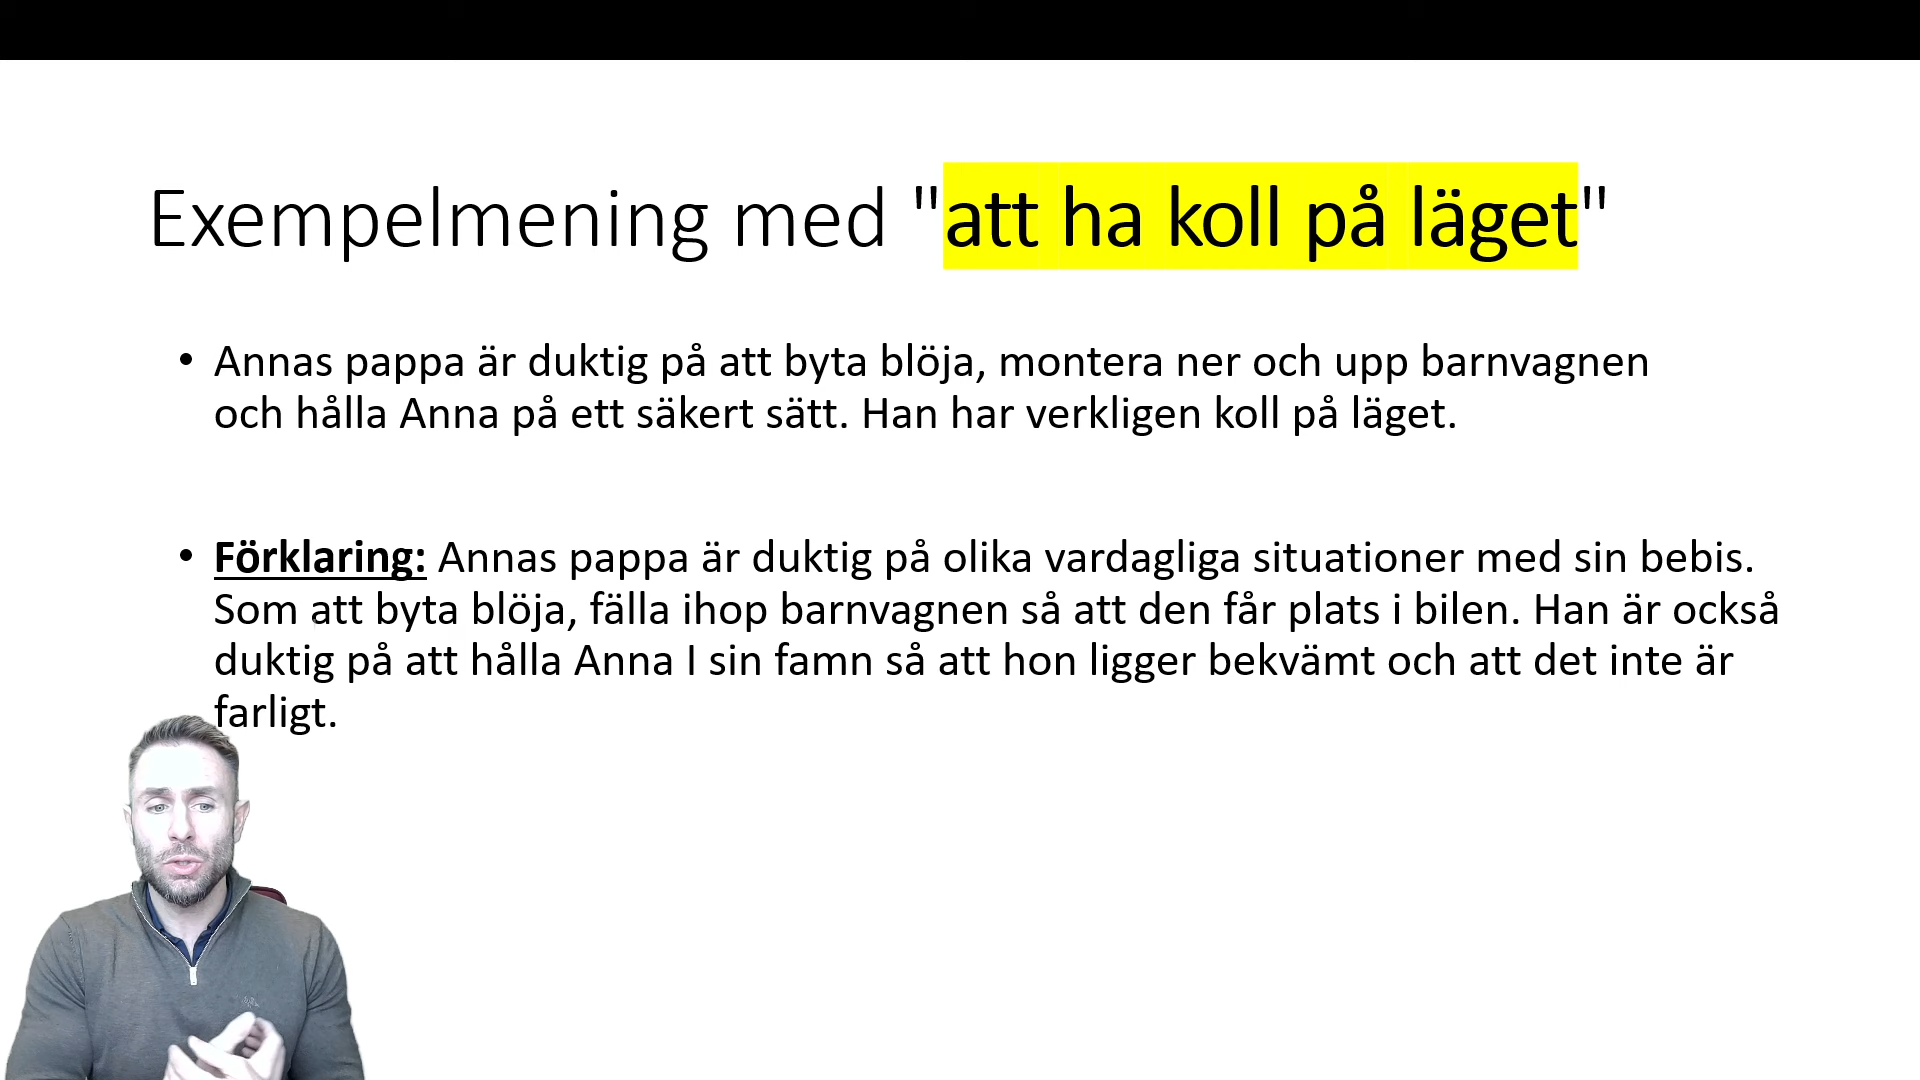 Exempelmening med "att ha koll på läget"
• Annas pappa är duktig på att byta blöja, montera ner och upp barnvagnen
och hålla Anna på ett säkert sätt. Han har verkligen koll på läget.
• Förklaring: Annas pappa är duktig på olika vardagliga situationer med sin bebis.
Som att byta blöja, fälla ihop barnvagnen så att den får plats i bilen. Han är också
duktig på att hålla Anna I sin famn så att hon ligger bekvämt och att det inte är
farligt.